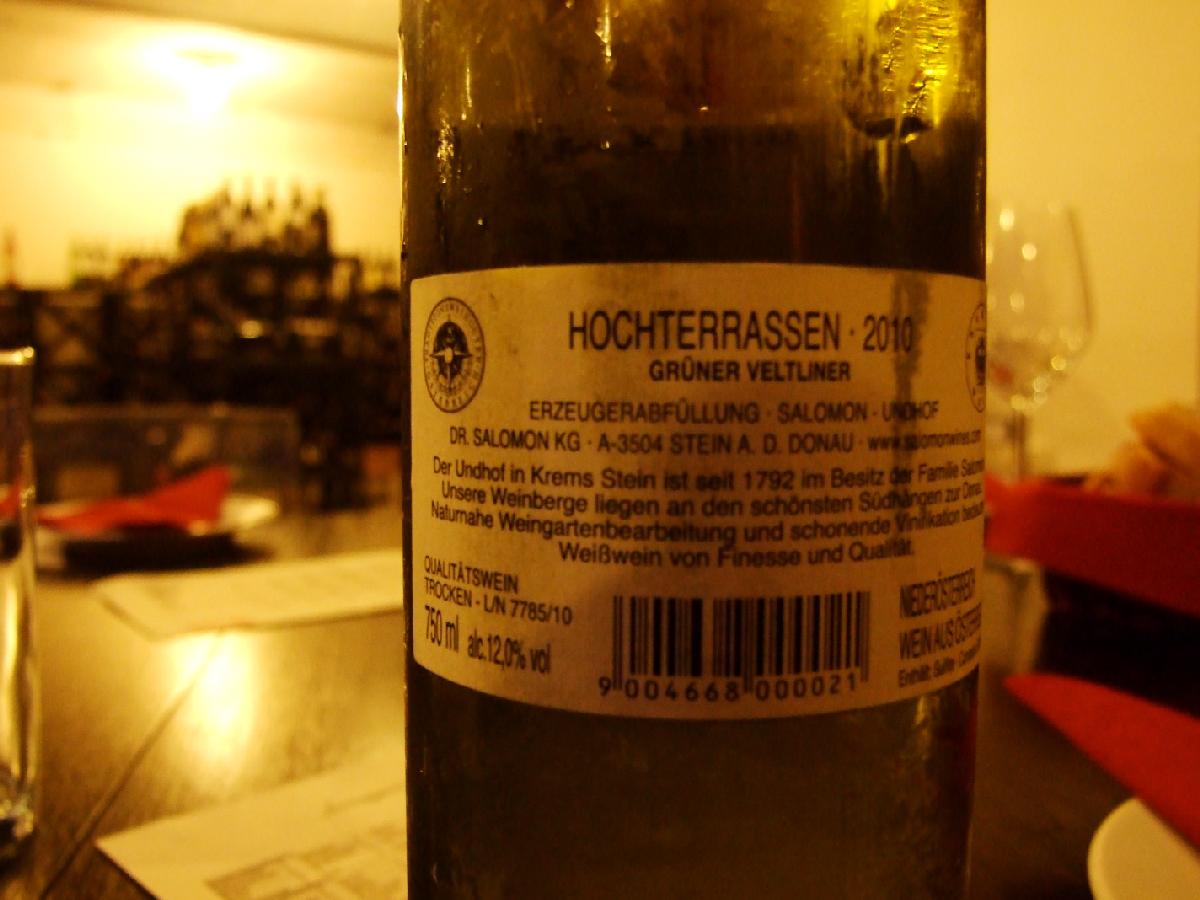 HOCHTERRASSEN · 2010
GRÜNER VELTLINER
ERZEUGERABFÜLLUNG · SALOMON - UNDHOF
DR. SALOMON KG · A-3504 STEIN A. D. DONAU · www.salomonwines.com
Der Undhof in Krems Stein ist seit 1792 im Besitz der Familie
Unsere Weinberge liegen an den schönsten Südhängen zur
Naturnahe Weingartenbearbeitung und schonende Vinifikation
Weißwein von Finesse und Qualität.
QUALITÄTSWEIN
TROCKEN - L/N 7785/10
750 ml alc.12,0% vol
NIEDERÖSTERREICH
WEIN AUS
Enthält Sulfite
9 004668 000021